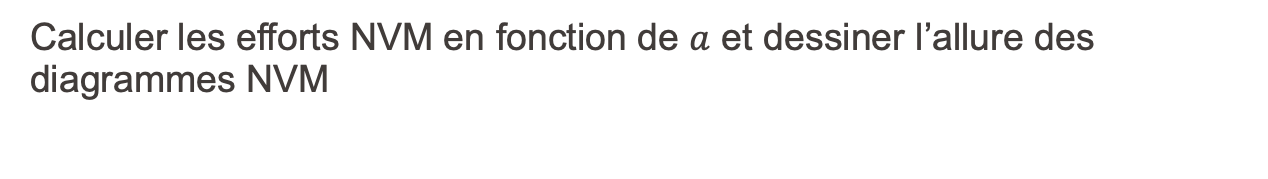 Calculer les efforts NVM en fonction de a et dessiner l’allure des
diagrammes NVM